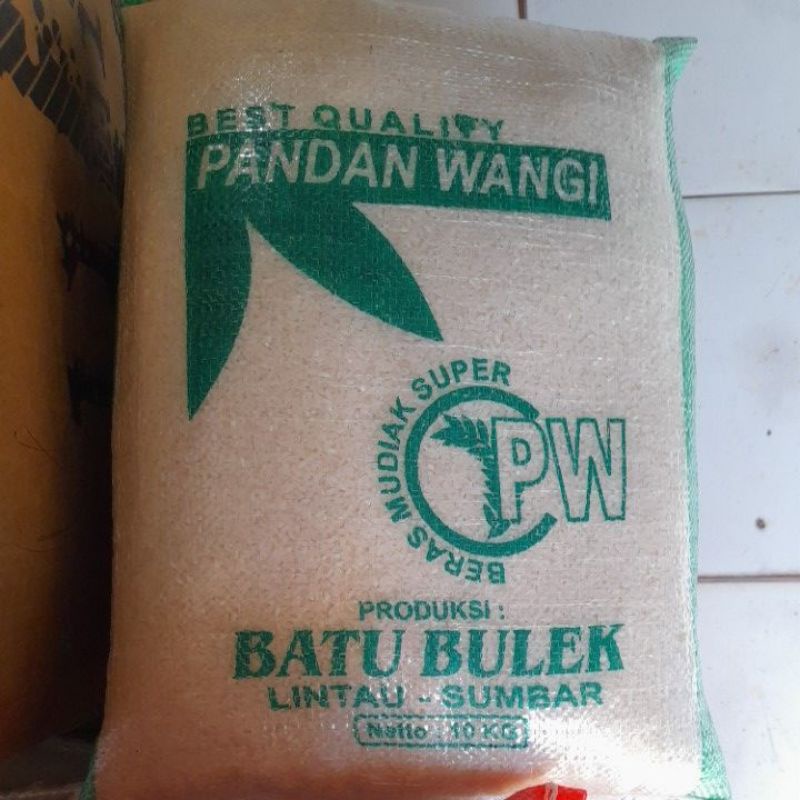 BEST QUALITY
PANDAN WANGI
BERAS MUDIAK SUPER
PW
PRODUKSI :
BATU BULEK
LINTAU - SUMBAR
Netto : 10 KG